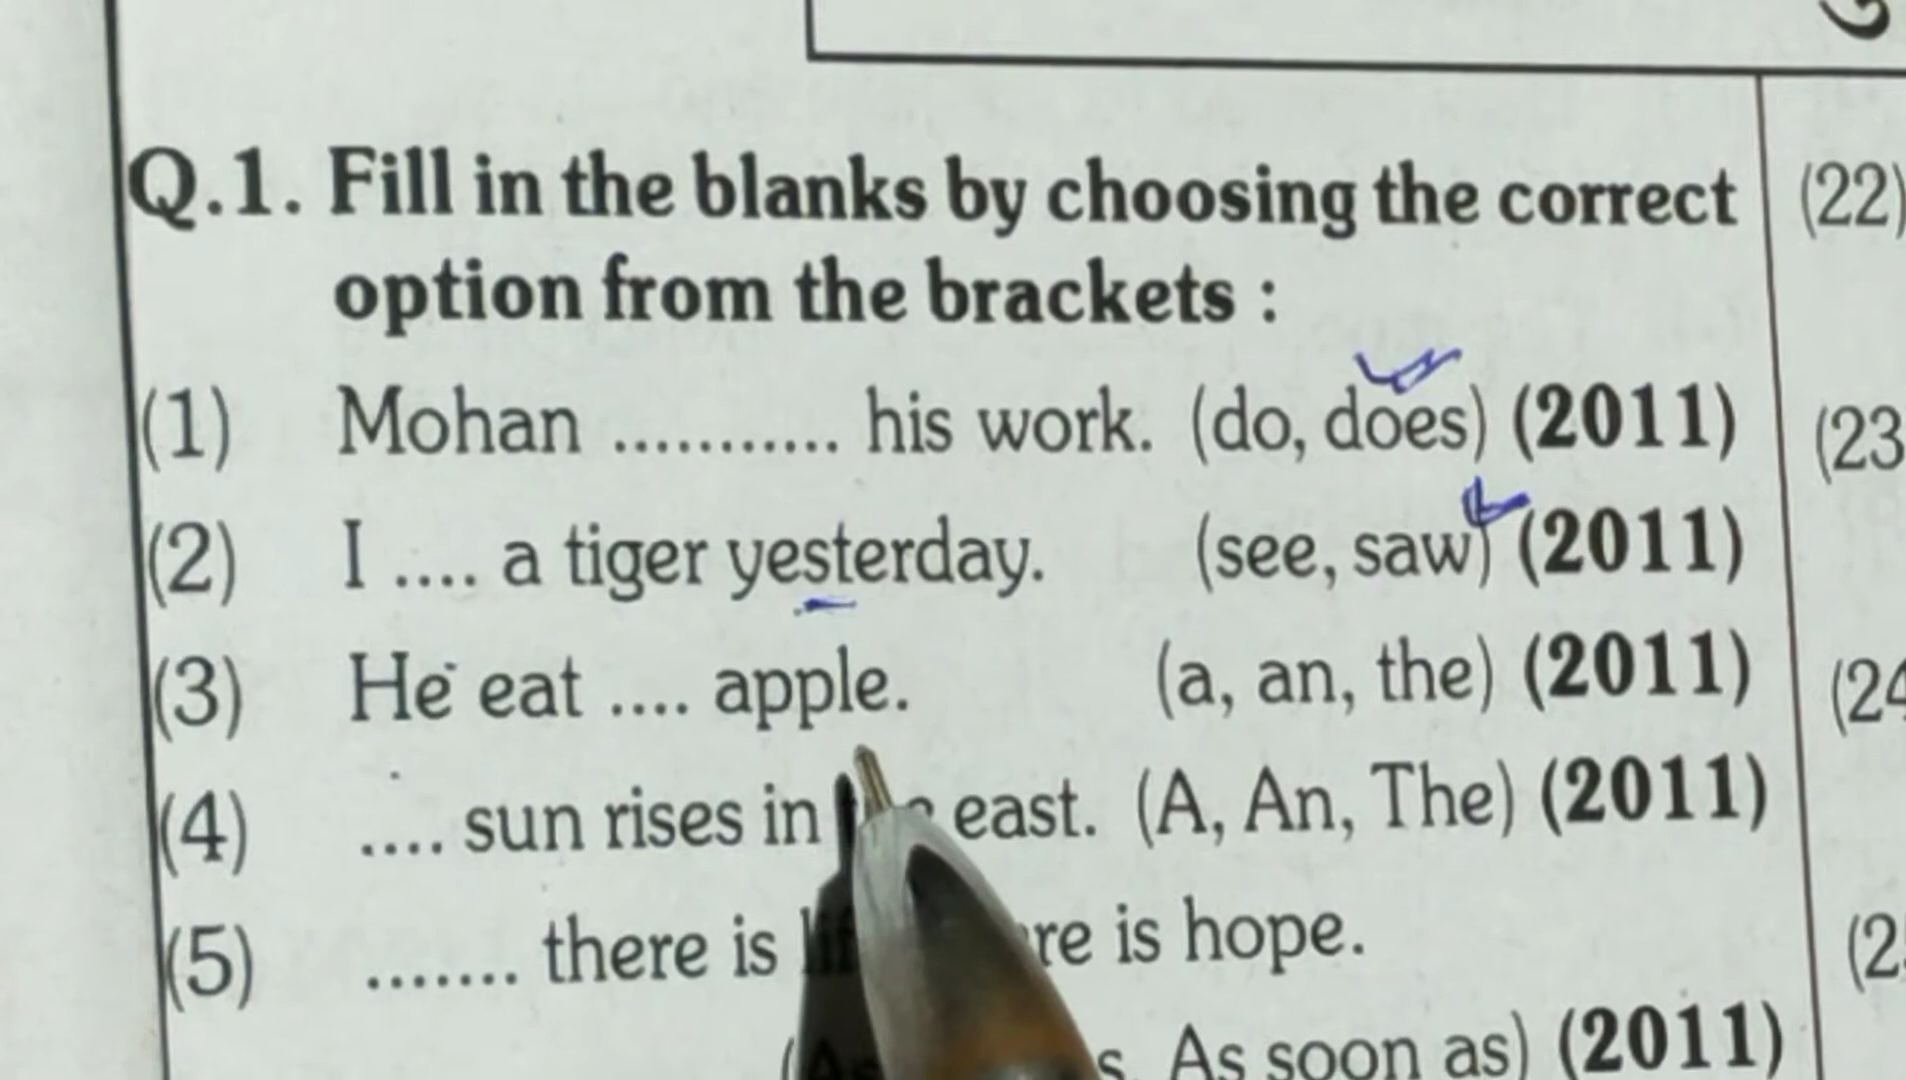 Q.1. Fill in the blanks by choosing the correct
option from the brackets :
(1) Mohan ........... his work. (do, does) (2011)
(2) I .... a tiger yesterday. (see, saw) (2011)
(3) He eat .... apple. (a, an, the) (2011)
(4) .... sun rises in east. (A, An, The) (2011)
(5) ....... there is is hope.
As soon as) (2011)
(22)
(23
(24
(2